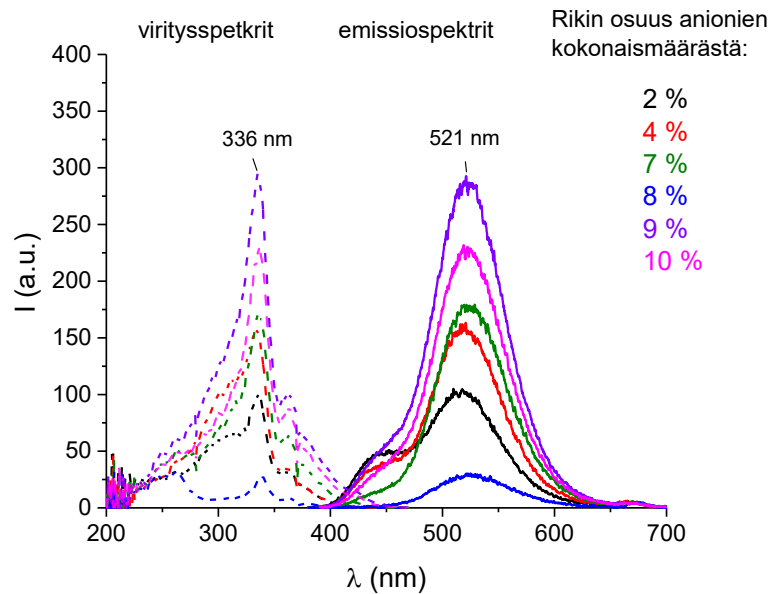 viritysspetkrit
emissiospektrit
Rikin osuus anionien
kokonaismäärästä:
2 %
4 %
7 %
8 %
9 %
10 %
336 nm
521 nm
I (a.u.)
400
350
300
250
200
150
100
50
0
200
300
400
500
600
700
λ (nm)